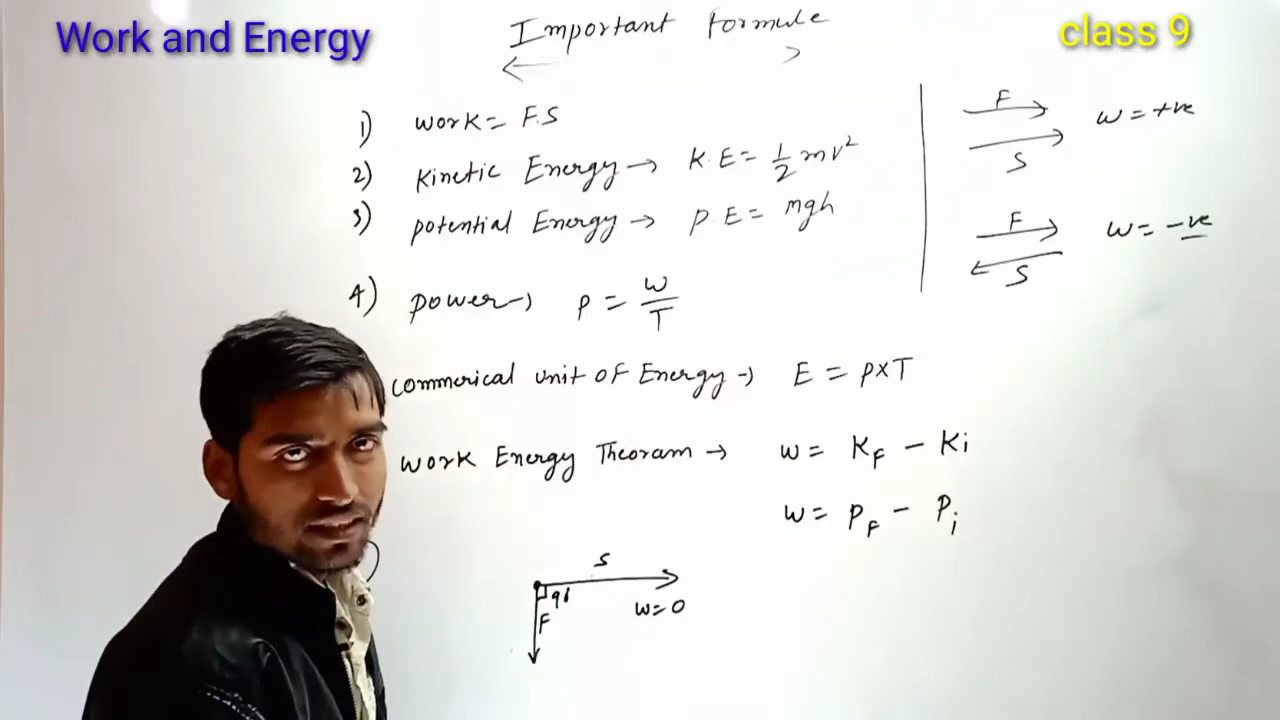 Work and Energy
class 9
Important Formule
1) work = F.S
2) Kinetic Energy → K.E = 1/2 mv²
3) potential Energy → P.E = mgh
4) power → P = W/T
commerical unit of Energy → E = P×T
work Energy Theoram → W = KF - Ki
W = PF - Pi
S
90
F
W=0
F
S
W = +ve
F
S
W = -ve